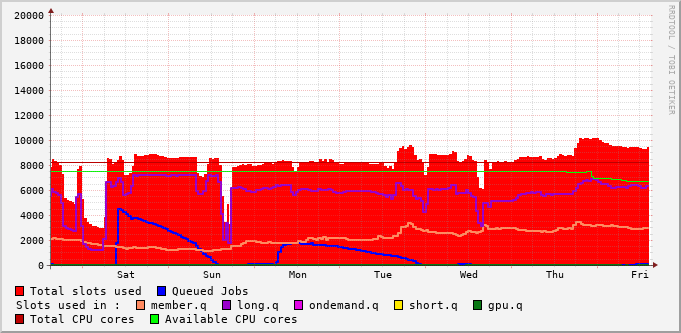 20000
18000
16000
14000
12000
10000
8000
6000
4000
2000
0
Sat Sun Mon Tue Wed Thu Fri
RRDTOOL / TOBI OETIKER
Total slots used Queued Jobs
Slots used in : member.q long.q ondemand.q short.q gpu.q
Total CPU cores Available CPU cores